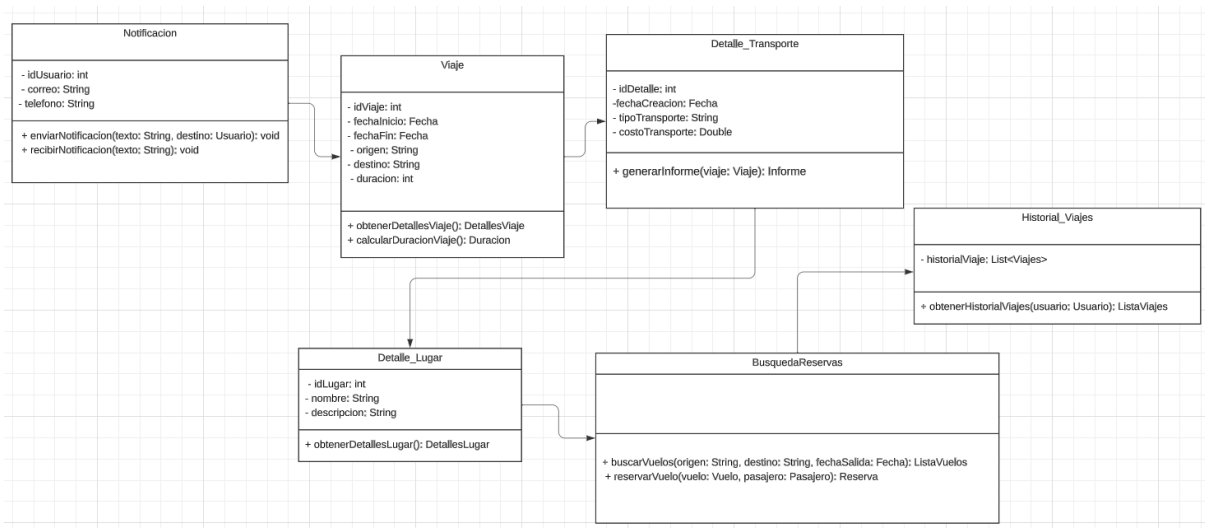 Notificacion
- idUsuario: int
- correo: String
- telefono: String
+ enviarNotificacion(texto: String, destino: Usuario): void
+ recibirNotificacion(texto: String): void
Viaje
- idViaje: int
- fechaInicio: Fecha
- fechaFin: Fecha
- origen: String
- destino: String
- duracion: int
+ obtenerDetallesViaje(): DetallesViaje
+ calcularDuracionViaje(): Duracion
Detalle_Transporte
- idDetalle: int
-fechaCreacion: Fecha
- tipoTransporte: String
- costoTransporte: Double
+ generarInforme(viaje: Viaje): Informe
Historial_Viajes
- historialViaje: List<Viajes>
+ obtenerHistorialViajes(usuario: Usuario): ListaViajes
Detalle_Lugar
- idLugar: int
- nombre: String
- descripcion: String
+ obtenerDetallesLugar(): DetallesLugar
BusquedaReservas
+ buscarVuelos(origen: String, destino: String, fechaSalida: Fecha): ListaVuelos
+ reservarVuelo(vuelo: Vuelo, pasajero: Pasajero): Reserva